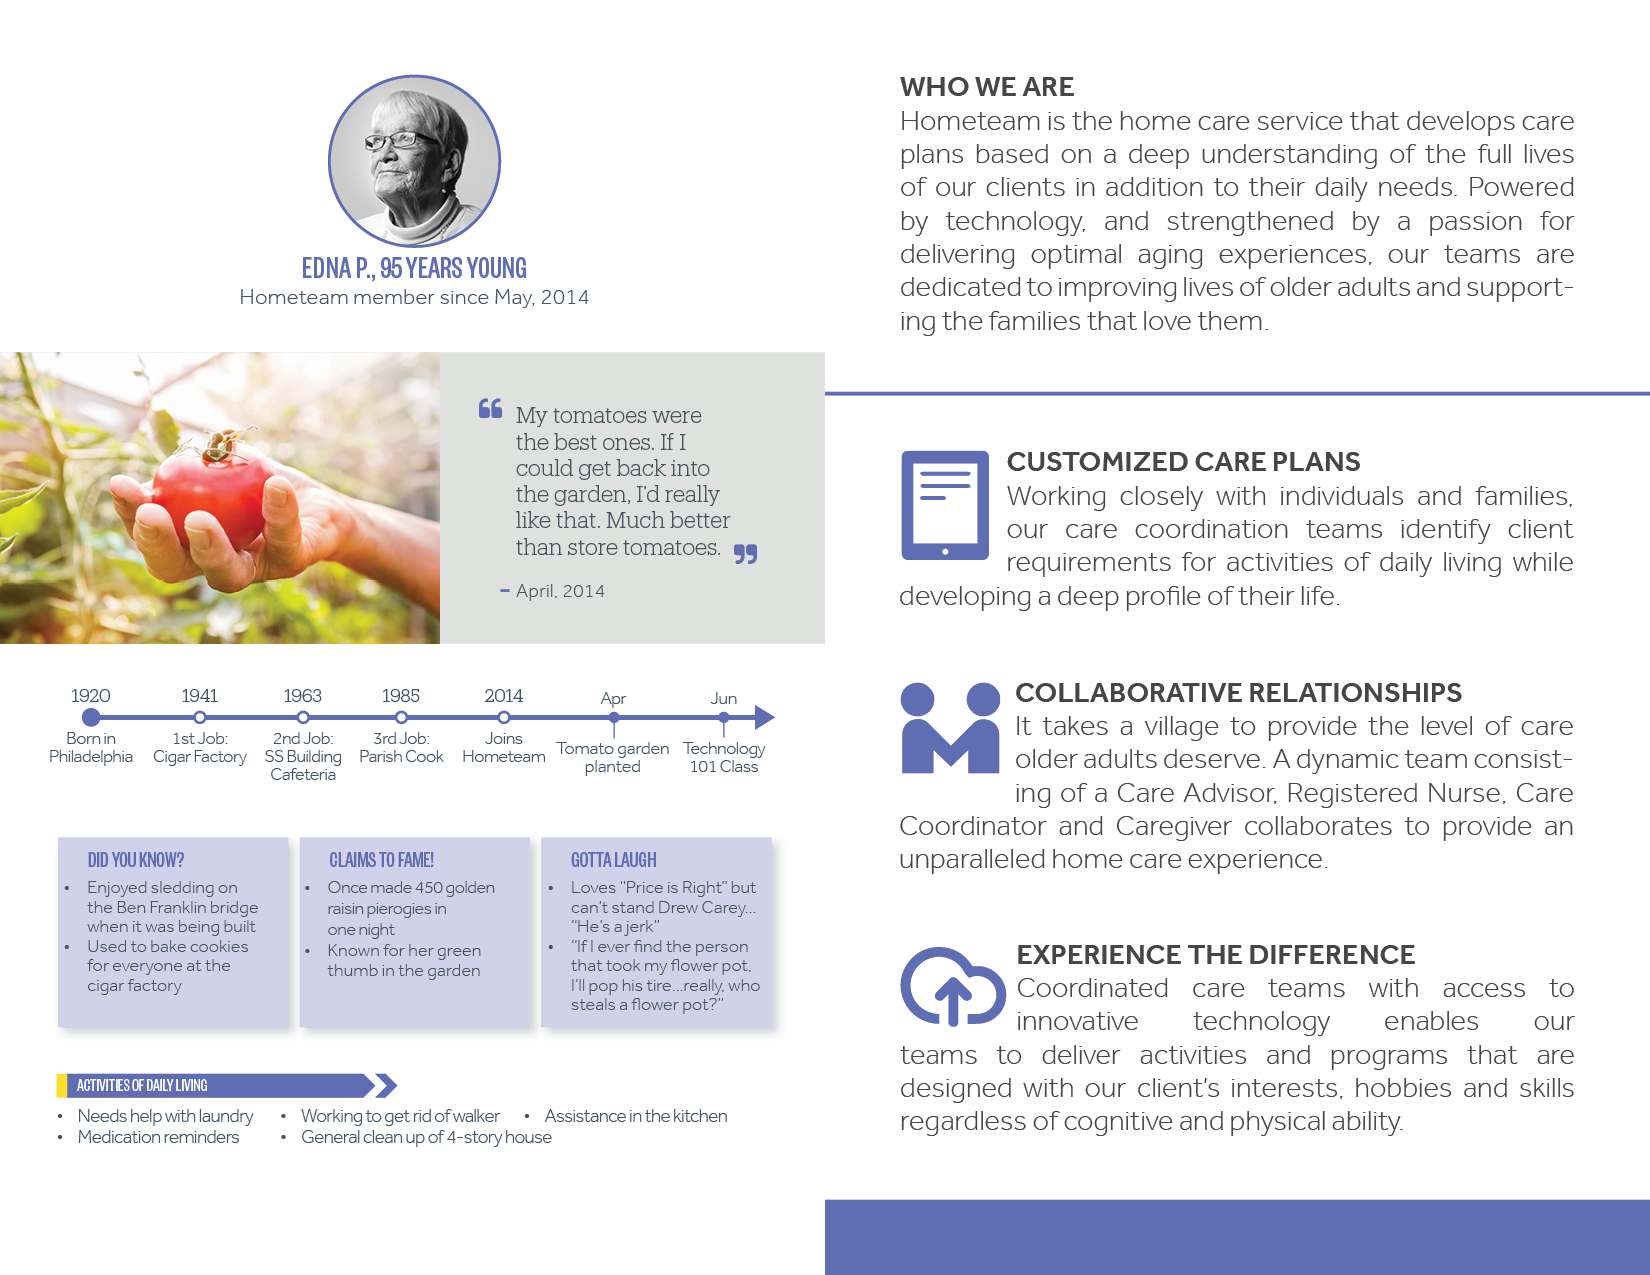 EDNA P., 95 YEARS YOUNG
Hometeam member since May, 2014
“ My tomatoes were
the best ones. If I
could get back into
the garden, I'd really
like that. Much better
than store tomatoes. ”
– April, 2014
1920
Born in
Philadelphia
1941
1st Job:
Cigar Factory
1963
2nd Job:
SS Building
Cafeteria
1985
3rd Job:
Parish Cook
2014
Joins
Hometeam
Apr
Tomato garden
planted
Jun
Technology
101 Class
DID YOU KNOW?
• Enjoyed sledding on
the Ben Franklin bridge
when it was being built
• Used to bake cookies
for everyone at the
cigar factory
CLAIMS TO FAME!
• Once made 450 golden
raisin pierogies in
one night
• Known for her green
thumb in the garden
GOTTA LAUGH
• Loves “Price is Right” but
can't stand Drew Carey...
“He's a jerk”
• “If I ever find the person
that took my flower pot,
I'll pop his tire...really, who
steals a flower pot?”
ACTIVITIES OF DAILY LIVING
• Needs help with laundry
• Medication reminders
• Working to get rid of walker
• General clean up of 4-story house
• Assistance in the kitchen
WHO WE ARE
Hometeam is the home care service that develops care
plans based on a deep understanding of the full lives
of our clients in addition to their daily needs. Powered
by technology, and strengthened by a passion for
delivering optimal aging experiences, our teams are
dedicated to improving lives of older adults and support-
ing the families that love them.
CUSTOMIZED CARE PLANS
Working closely with individuals and families,
our care coordination teams identify client
requirements for activities of daily living while
developing a deep profile of their life.
COLLABORATIVE RELATIONSHIPS
It takes a village to provide the level of care
older adults deserve. A dynamic team consist-
ing of a Care Advisor, Registered Nurse, Care
Coordinator and Caregiver collaborates to provide an
unparalleled home care experience.
EXPERIENCE THE DIFFERENCE
Coordinated care teams with access to
innovative technology enables our
teams to deliver activities and programs that are
designed with our client's interests, hobbies and skills
regardless of cognitive and physical ability.